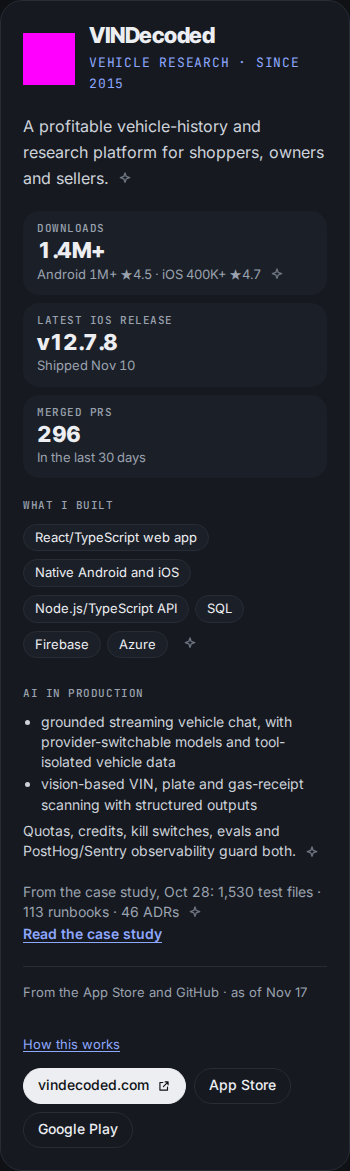 VINDecoded
VEHICLE RESEARCH · SINCE
2015
A profitable vehicle-history and
research platform for shoppers, owners
and sellers.
DOWNLOADS
1.4M+
Android 1M+ ★4.5 · iOS 400K+ ★4.7
LATEST IOS RELEASE
v12.7.8
Shipped Nov 10
MERGED PRS
296
In the last 30 days
WHAT I BUILT
React/TypeScript web app
Native Android and iOS
Node.js/TypeScript API SQL
Firebase Azure
AI IN PRODUCTION
• grounded streaming vehicle chat, with
provider-switchable models and tool-
isolated vehicle data
• vision-based VIN, plate and gas-receipt
scanning with structured outputs
Quotas, credits, kill switches, evals and
PostHog/Sentry observability guard both.
From the case study, Oct 28: 1,530 test files ·
113 runbooks · 46 ADRs
Read the case study
From the App Store and GitHub · as of Nov 17
How this works
vindecoded.com App Store
Google Play